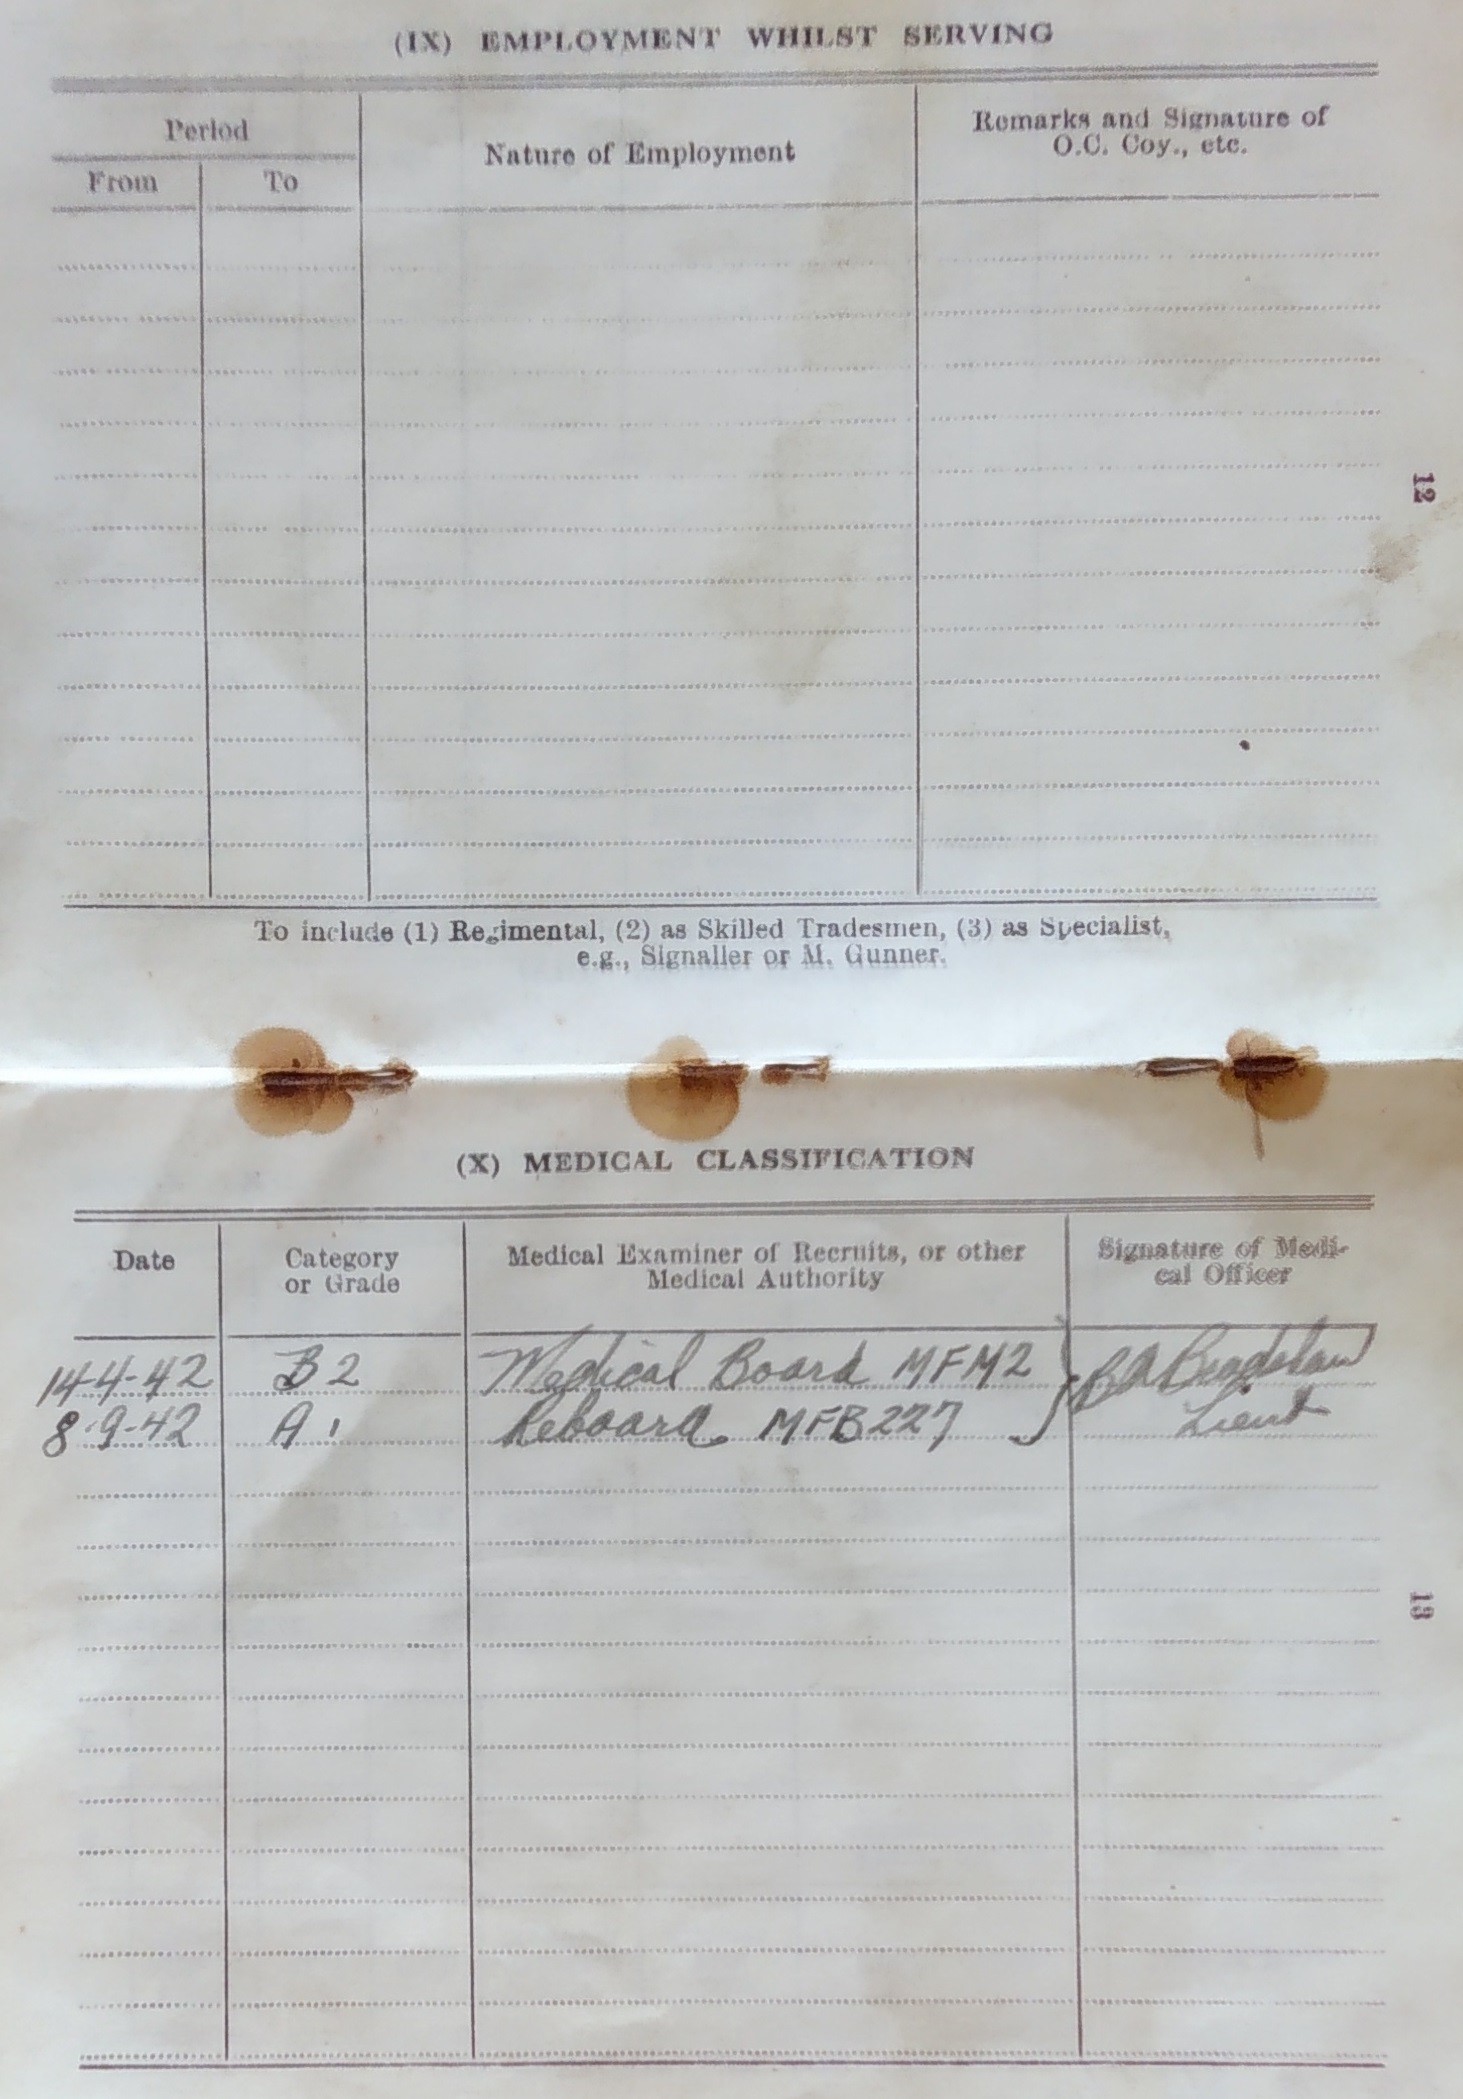 (IX) EMPLOYMENT WHILST SERVING
Period
From To
Nature of Employment
Remarks and Signature of
O.C. Coy., etc.
12
To include (1) Regimental, (2) as Skilled Tradesmen, (3) as Specialist,
e.g., Signaller or M. Gunner.
(X) MEDICAL CLASSIFICATION
Date
Category
or Grade
Medical Examiner of Recruits, or other
Medical Authority
Signature of Medi-
cal Officer
14-4-42 B2 Medical Board MFM2
8-9-42 A1 Reboard MFB227 Lieut
13